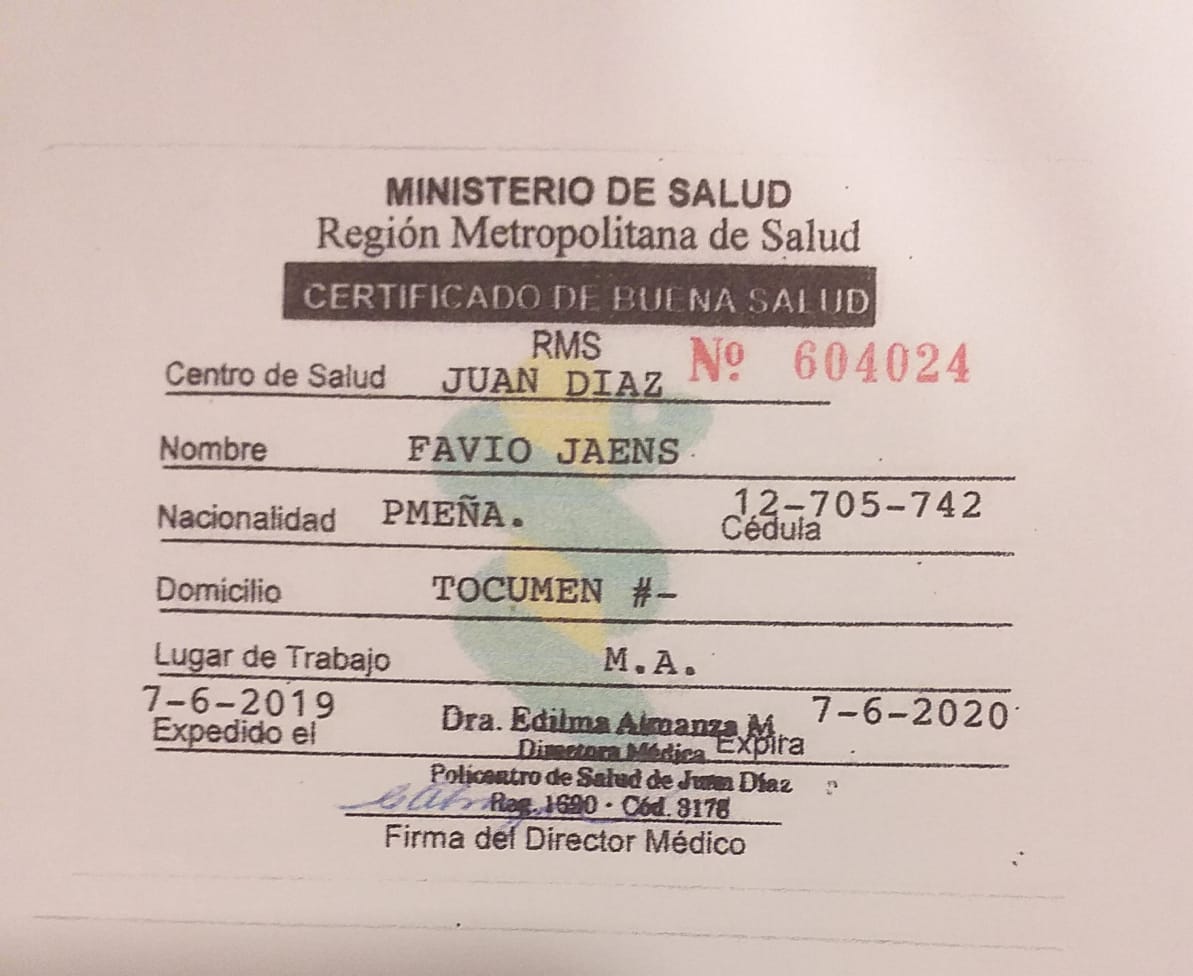 MINISTERIO DE SALUD
Región Metropolitana de Salud
CERTIFICADO DE BUENA SALUD
RMS
Centro de Salud JUAN DIAZ Nº 604024
Nombre FAVIO JAENS
Nacionalidad PMEÑA. 12-705-742
Cédula
Domicilio TOCUMEN #-
Lugar de Trabajo M.A.
7-6-2019 7-6-2020
Expedido el Dra. Edilma Almanza M. Expira
Directora Médica
Policentro de Salud de Juan Díaz
Reg. 1690 · Cód. 3178
Firma del Director Médico